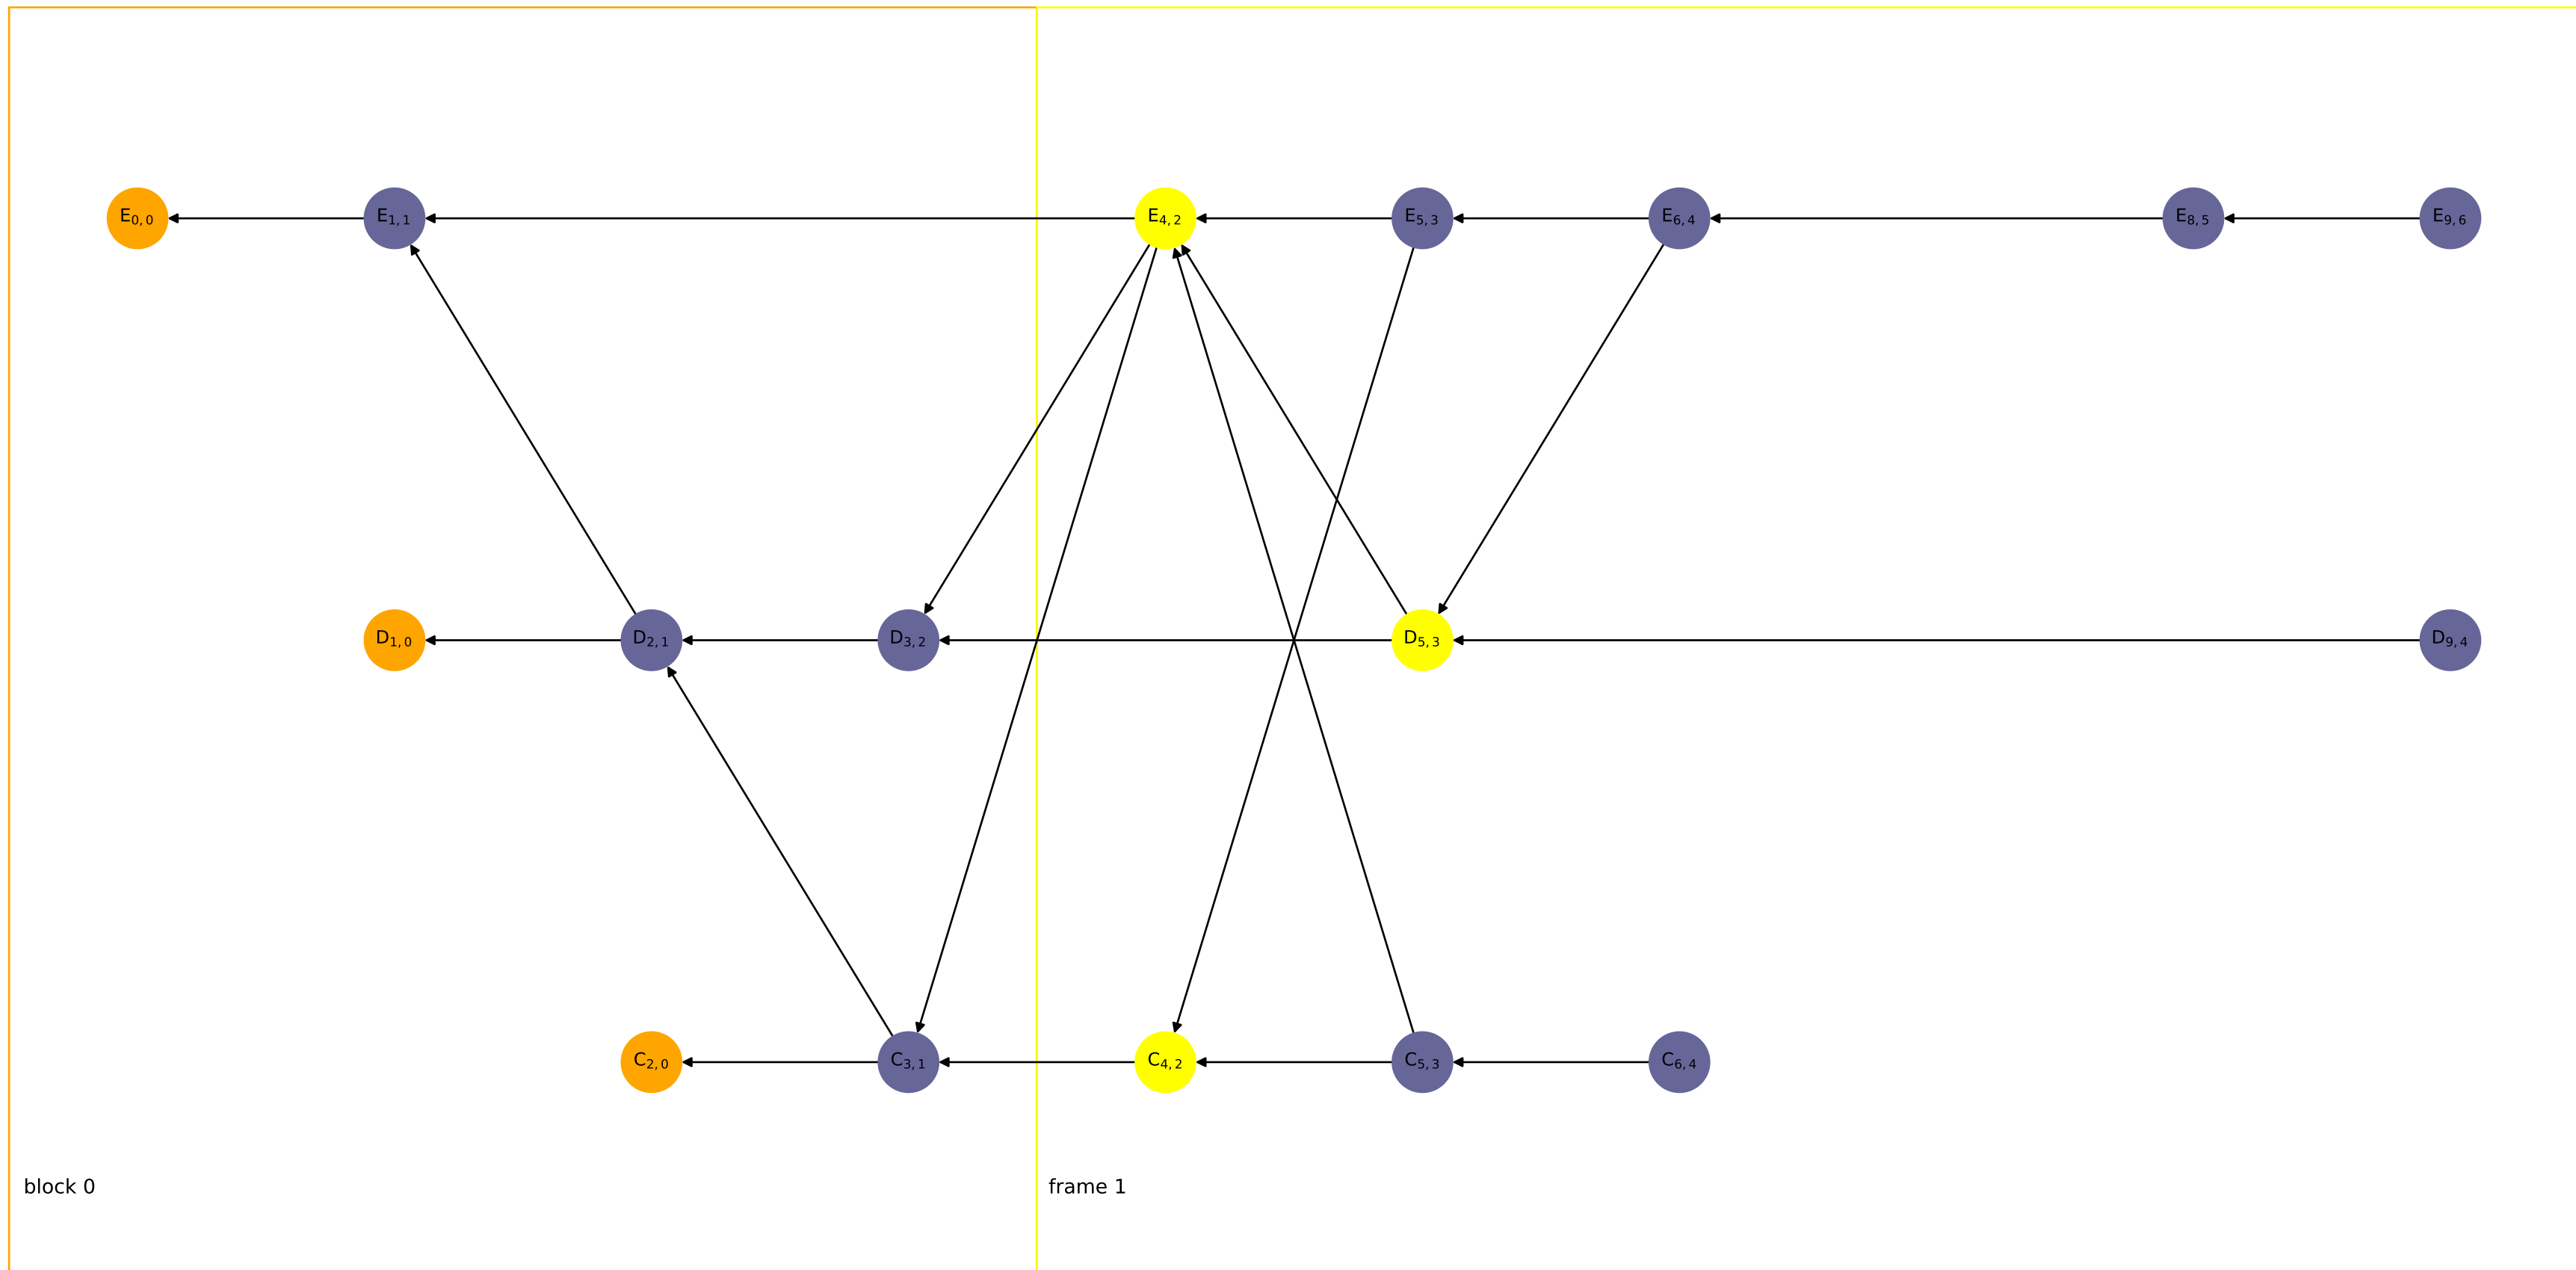 E0,0 E1,1 E4,2 E5,3 E6,4 E8,5 E9,6
D1,0 D2,1 D3,2 D5,3 D9,4
C2,0 C3,1 C4,2 C5,3 C6,4
block 0 frame 1